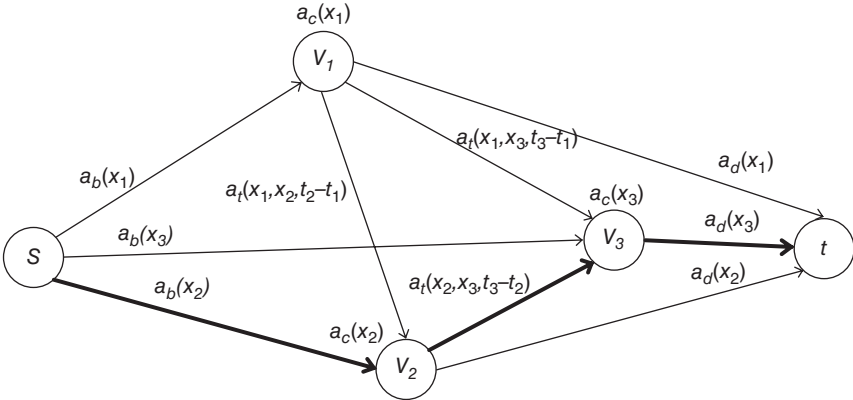 a_c(x_1)
V_1
a_t(x_1,x_3,t_3–t_1)
a_d(x_1)
a_b(x_1)
a_t(x_1,x_2,t_2–t_1)
a_c(x_3)
a_d(x_3)
a_b(x_3)
V_3
S
t
a_b(x_2)
a_t(x_2,x_3,t_3–t_2)
a_d(x_2)
a_c(x_2)
V_2